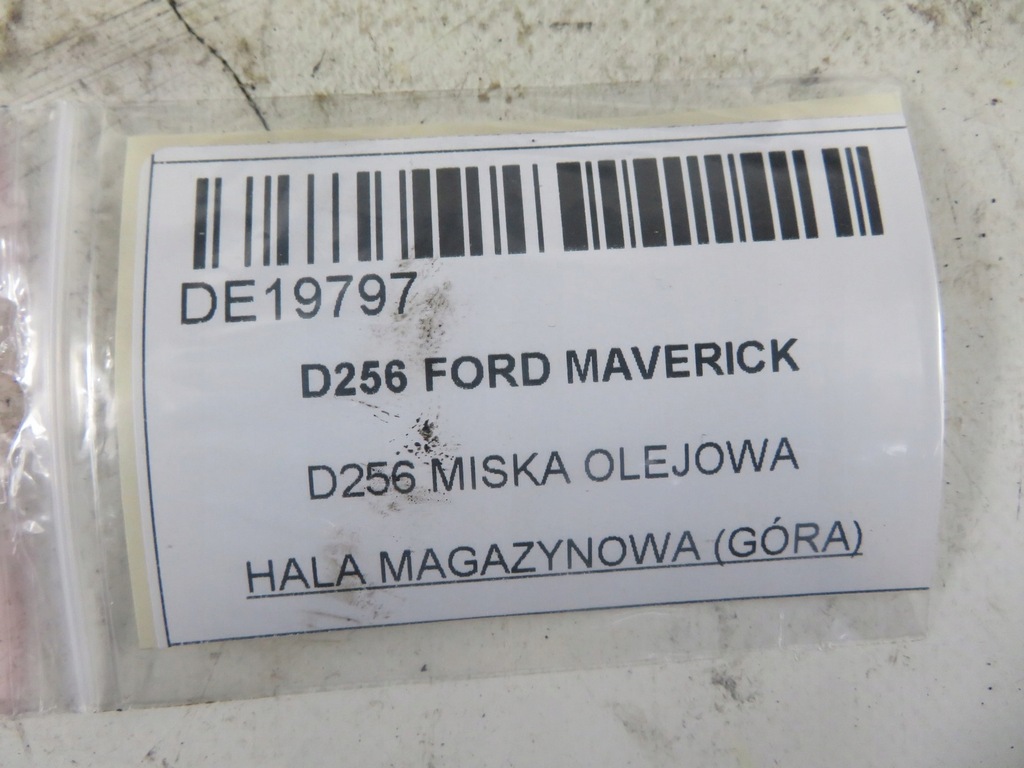 DE19797
D256 FORD MAVERICK
D256 MISKA OLEJOWA
HALA MAGAZYNOWA (GÓRA)